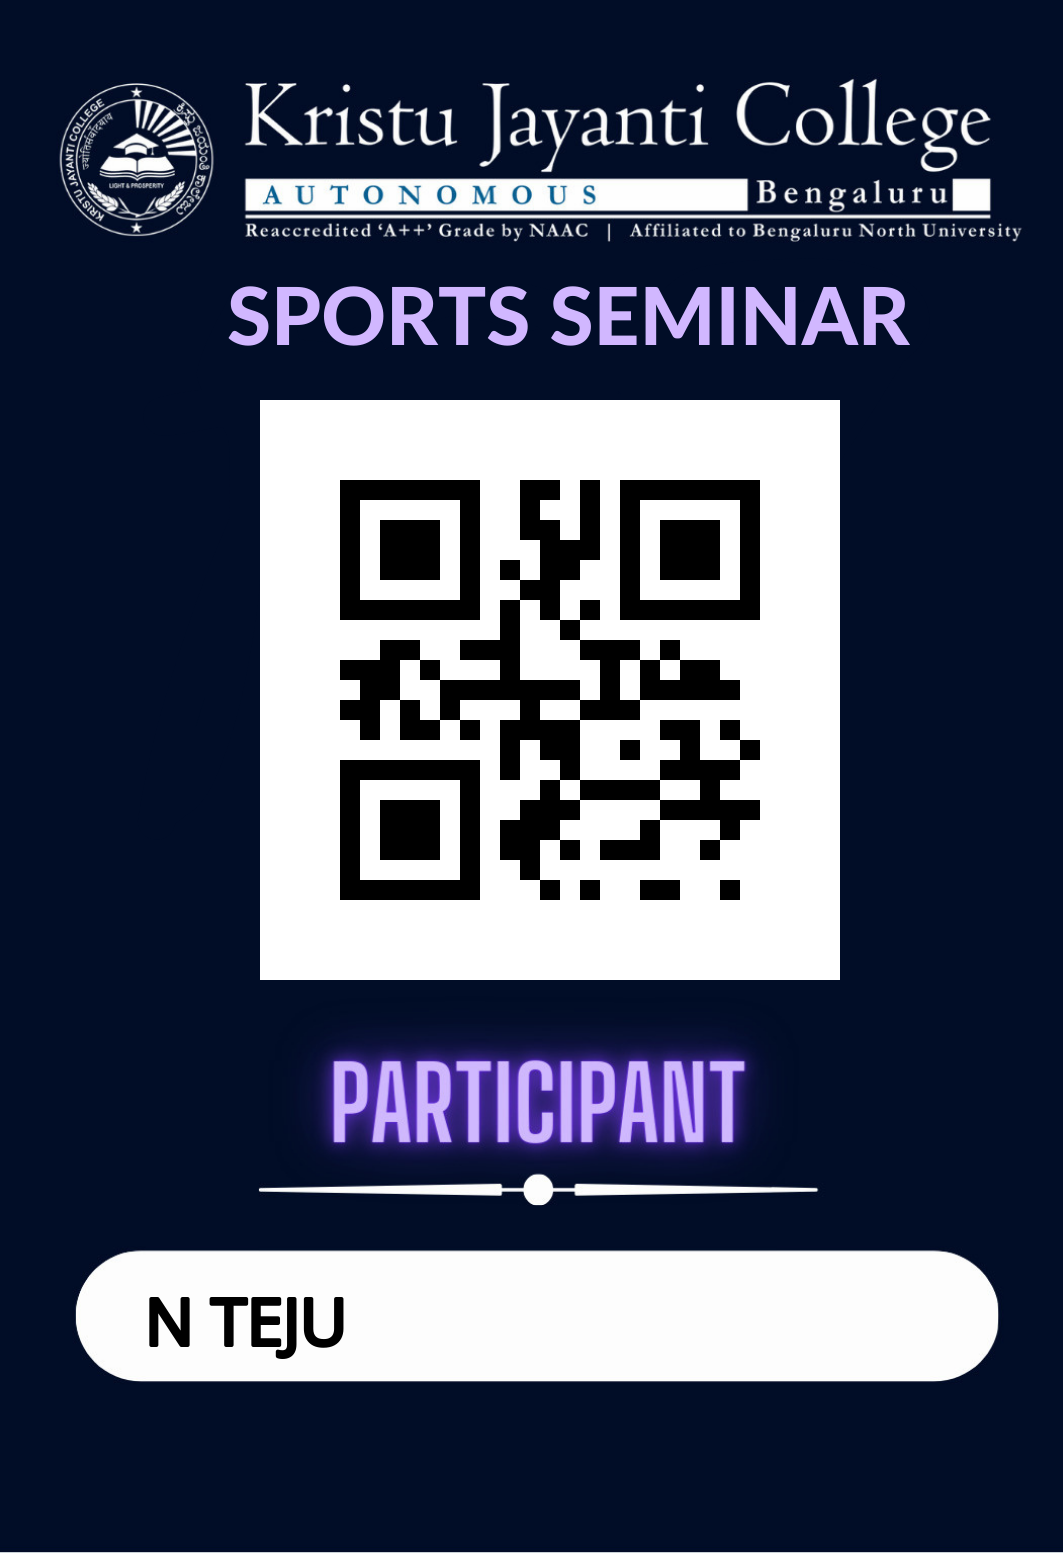 Kristu Jayanti College
AUTONOMOUS Bengaluru
Reaccredited ‘A++’ Grade by NAAC | Affiliated to Bengaluru North University
KRISTU JAYANTI COLLEGE
LIGHT & PROSPERITY
SPORTS SEMINAR
PARTICIPANT
N TEJU